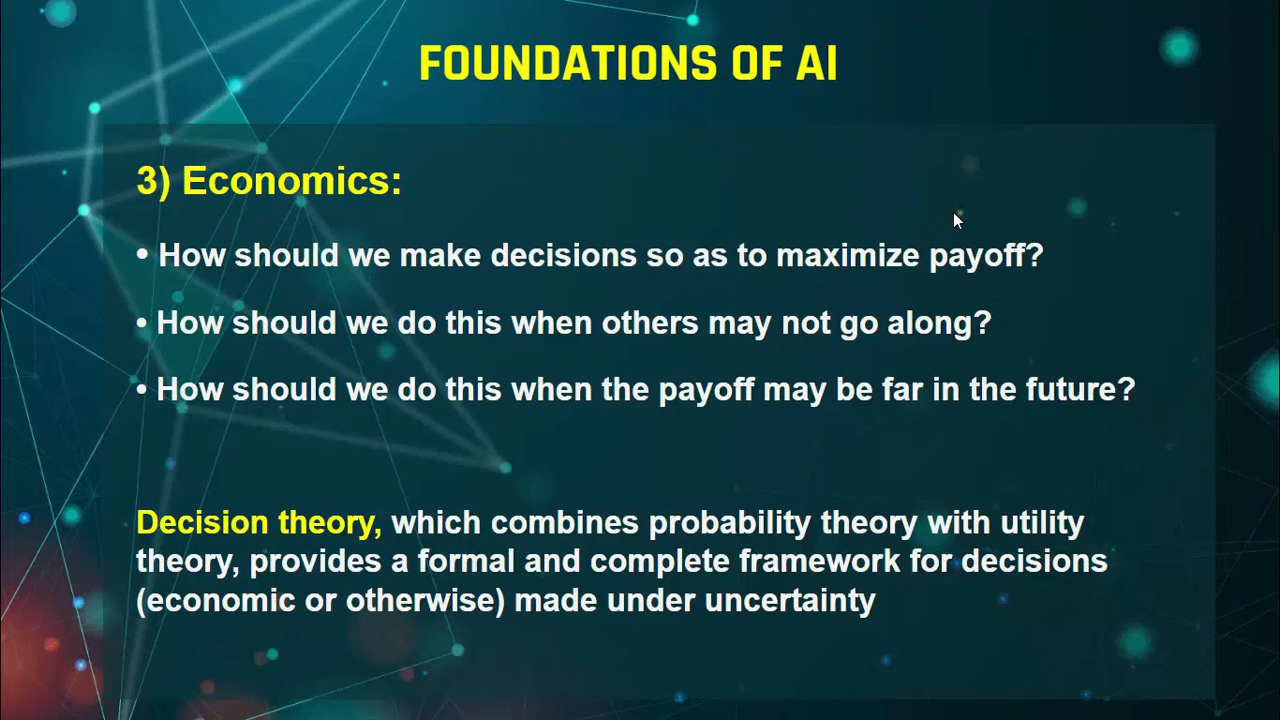 FOUNDATIONS OF AI
3) Economics:
• How should we make decisions so as to maximize payoff?
• How should we do this when others may not go along?
• How should we do this when the payoff may be far in the future?
Decision theory, which combines probability theory with utility
theory, provides a formal and complete framework for decisions
(economic or otherwise) made under uncertainty